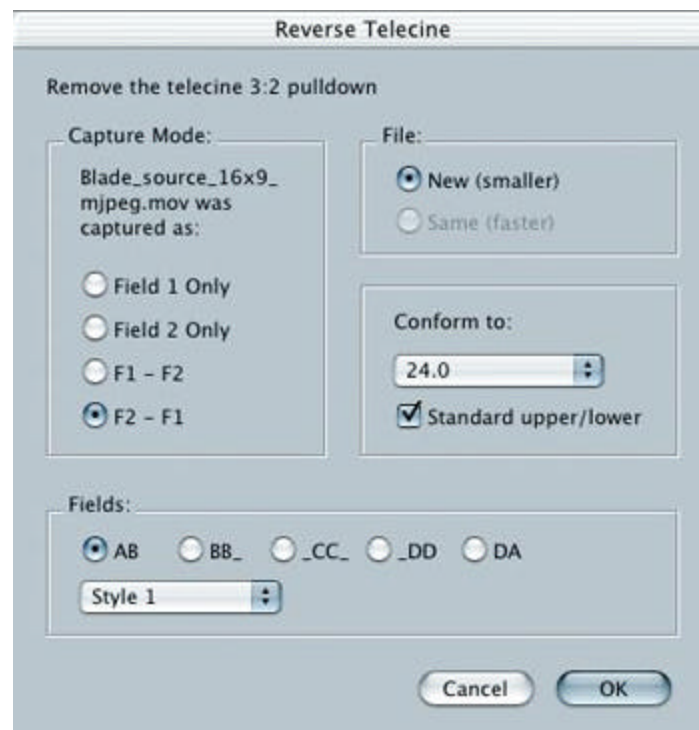 Reverse Telecine
Remove the telecine 3:2 pulldown
Capture Mode:
Blade_source_16x9_
mjpeg.mov was
captured as:
Field 1 Only
Field 2 Only
F1 – F2
F2 – F1
File:
New (smaller)
Same (faster)
Conform to:
24.0
Standard upper/lower
Fields:
AB BB_ _CC_ _DD DA
Style 1
Cancel OK